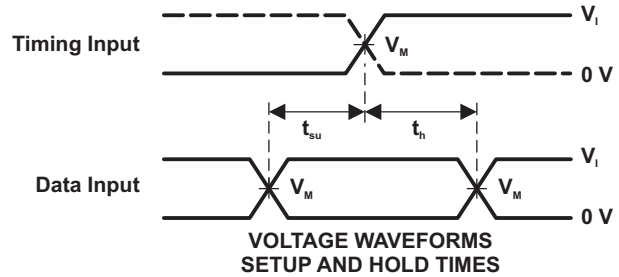 V_I
Timing Input
V_M
0 V
t_su
t_h
V_I
Data Input
V_M
V_M
0 V
VOLTAGE WAVEFORMS
SETUP AND HOLD TIMES